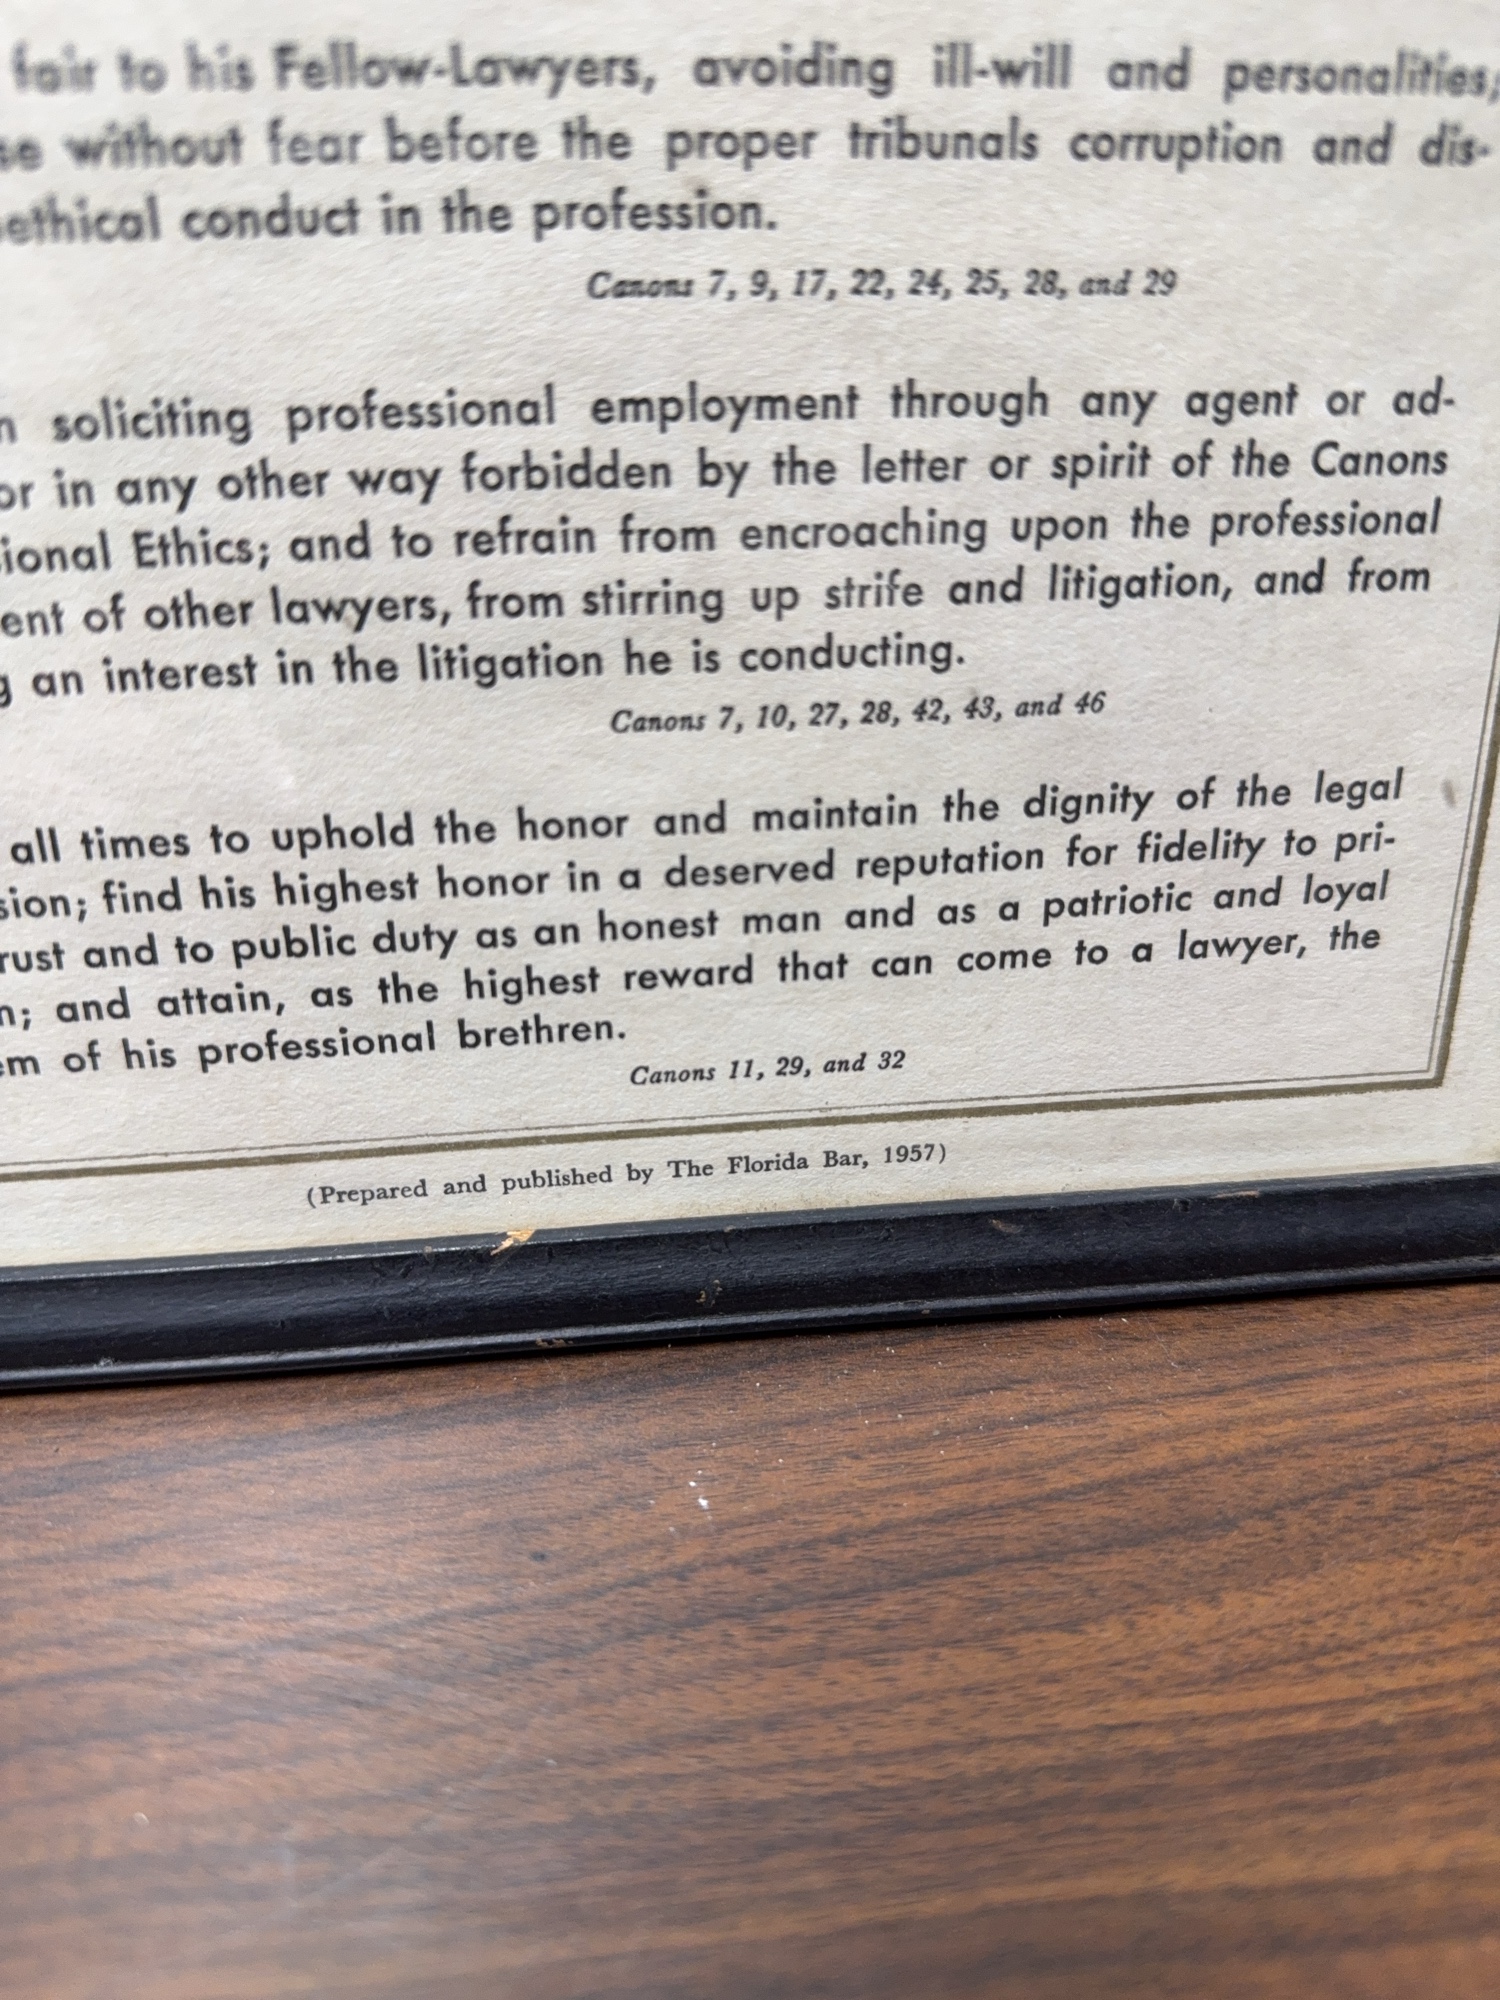 fair to his Fellow-Lawyers, avoiding ill-will and personalities;
se without fear before the proper tribunals corruption and dis-
ethical conduct in the profession.
Canons 7, 9, 17, 22, 24, 25, 28, and 29
n soliciting professional employment through any agent or ad-
or in any other way forbidden by the letter or spirit of the Canons
ional Ethics; and to refrain from encroaching upon the professional
ent of other lawyers, from stirring up strife and litigation, and from
g an interest in the litigation he is conducting.
Canons 7, 10, 27, 28, 42, 43, and 46
all times to uphold the honor and maintain the dignity of the legal
sion; find his highest honor in a deserved reputation for fidelity to pri-
rust and to public duty as an honest man and as a patriotic and loyal
n; and attain, as the highest reward that can come to a lawyer, the
em of his professional brethren.
Canons 11, 29, and 32
(Prepared and published by The Florida Bar, 1957)